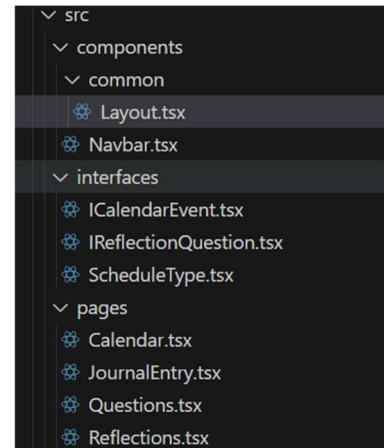 src
components
common
Layout.tsx
Navbar.tsx
interfaces
ICalendarEvent.tsx
IReflectionQuestion.tsx
ScheduleType.tsx
pages
Calendar.tsx
JournalEntry.tsx
Questions.tsx
Reflections.tsx